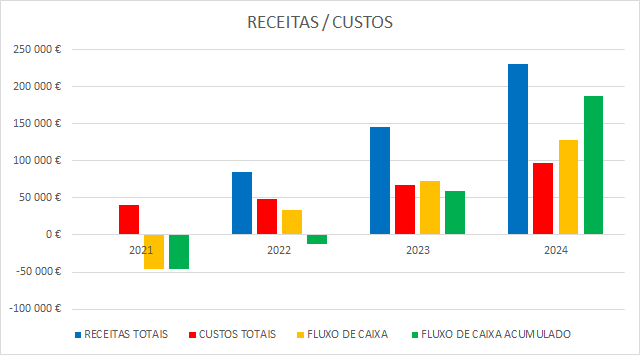 RECEITAS / CUSTOS
250 000 €
200 000 €
150 000 €
100 000 €
50 000 €
0 €
-50 000 €
-100 000 €
2021 2022 2023 2024
RECEITAS TOTAIS CUSTOS TOTAIS FLUXO DE CAIXA FLUXO DE CAIXA ACUMULADO